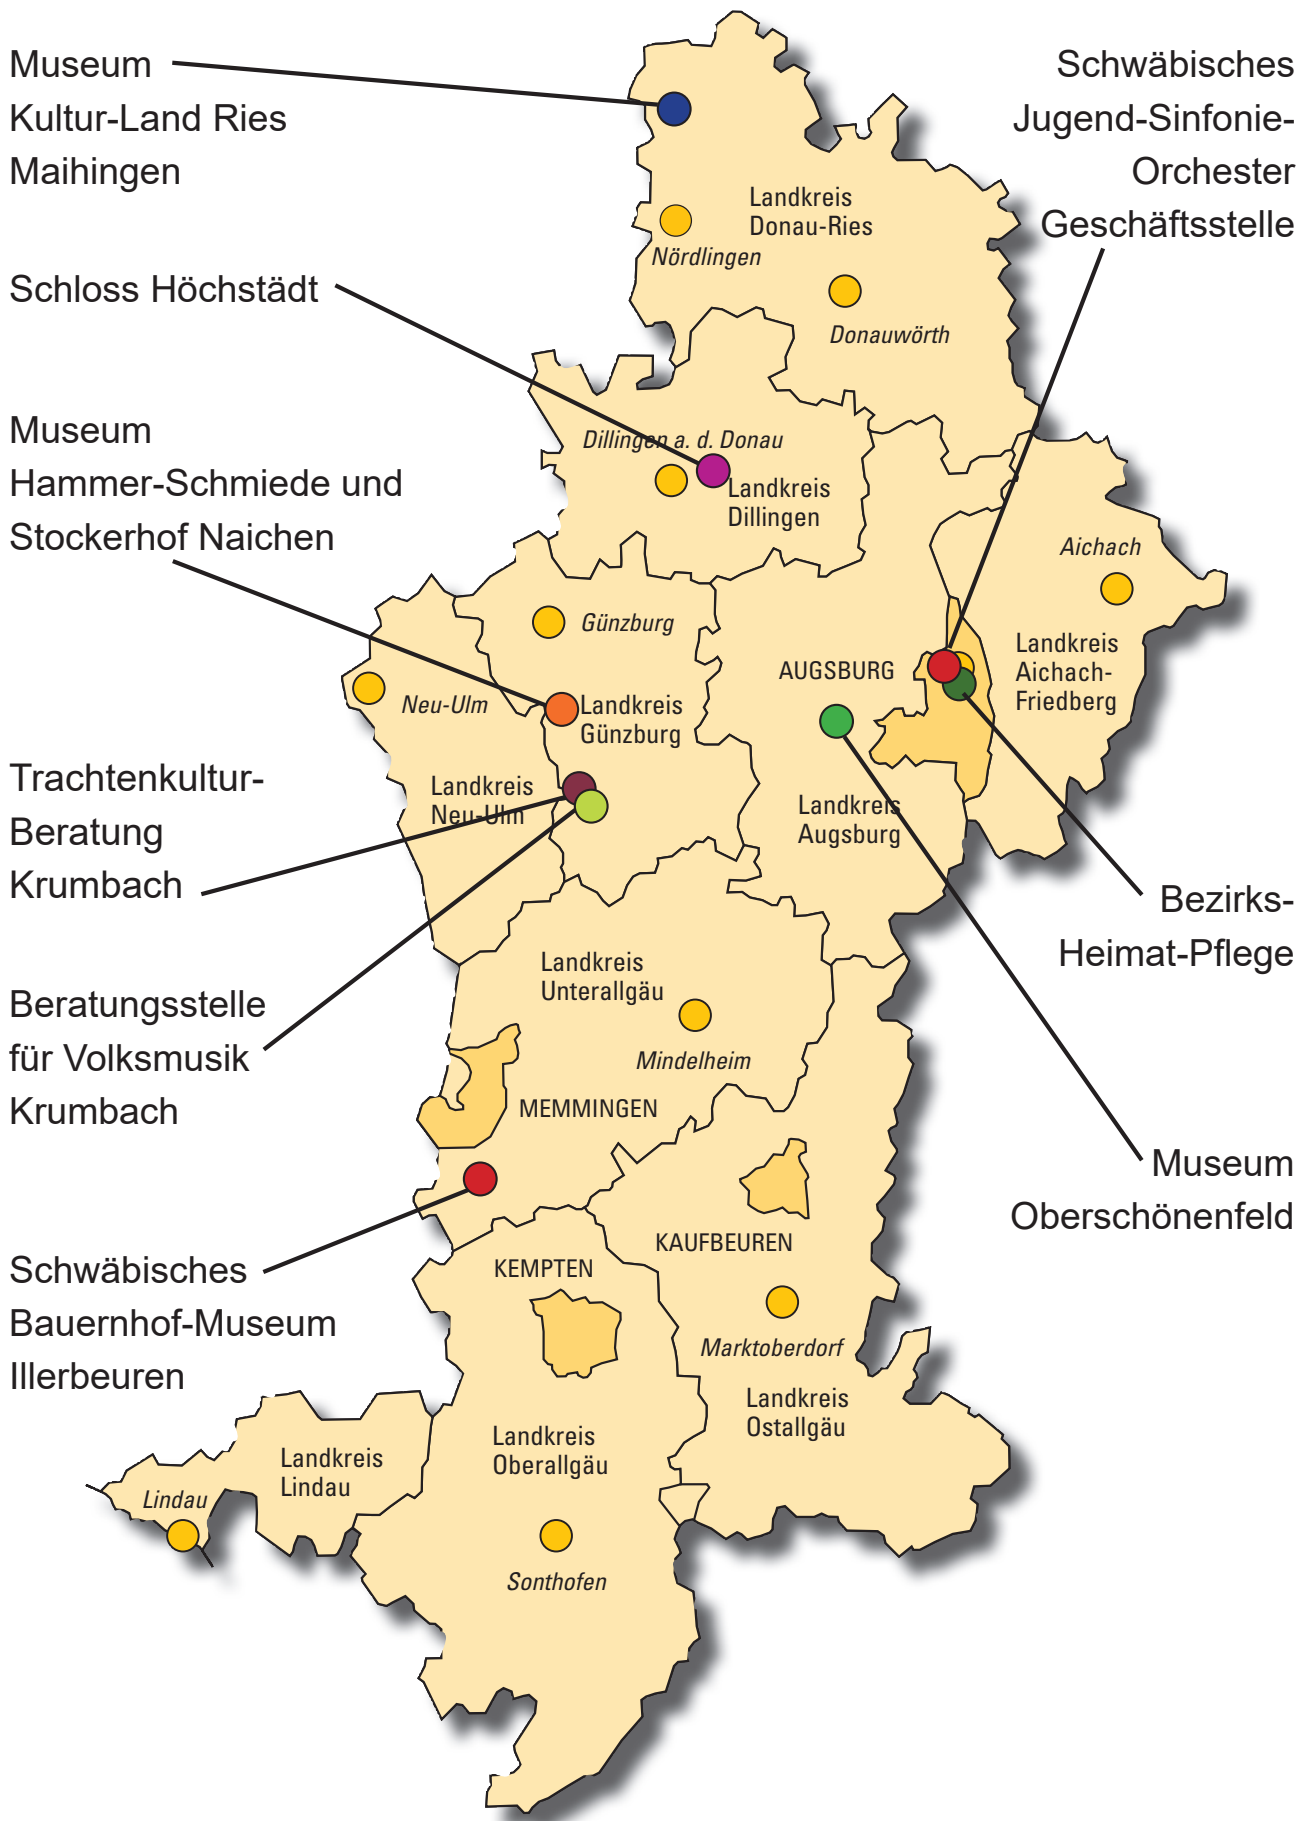 Museum
Kultur-Land Ries
Maihingen
Schwäbisches
Jugend-Sinfonie-
Orchester
Geschäftsstelle
Schloss Höchstädt
Museum
Hammer-Schmiede und
Stockerhof Naichen
Trachtenkultur-
Beratung
Krumbach
Beratungsstelle
für Volksmusik
Krumbach
Schwäbisches
Bauernhof-Museum
Illerbeuren
Bezirks-
Heimat-Pflege
Museum
Oberschönenfeld
Landkreis
Donau-Ries
Nördlingen
Donauwörth
Dillingen a. d. Donau
Landkreis
Dillingen
Aichach
Günzburg
Landkreis
Aichach-
Friedberg
AUGSBURG
Neu-Ulm
Landkreis
Günzburg
Landkreis
Neu-Ulm
Landkreis
Augsburg
Landkreis
Unterallgäu
Mindelheim
MEMMINGEN
KAUFBEUREN
KEMPTEN
Marktoberdorf
Landkreis
Ostallgäu
Landkreis
Oberallgäu
Landkreis
Lindau
Lindau
Sonthofen